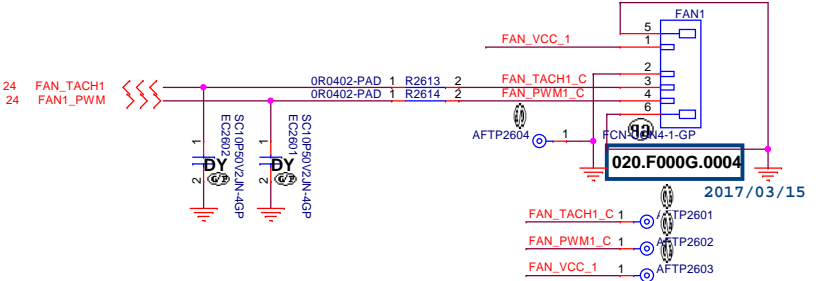 FAN1
5
FAN_VCC_1 1
2
24 FAN_TACH1 0R0402-PAD 1 R2613 2 FAN_TACH1_C 3
24 FAN1_PWM 0R0402-PAD 1 R2614 2 FAN_PWM1_C 4
6
AFTP2604 1
1 EC2602 SC10P50V2JN-4GP
1 EC2601 SC10P50V2JN-4GP
DY
DY
2
2
020.F000G.0004
2017/03/15
FAN_TACH1_C 1 AFTP2601
FAN_PWM1_C 1 AFTP2602
FAN_VCC_1 1 AFTP2603